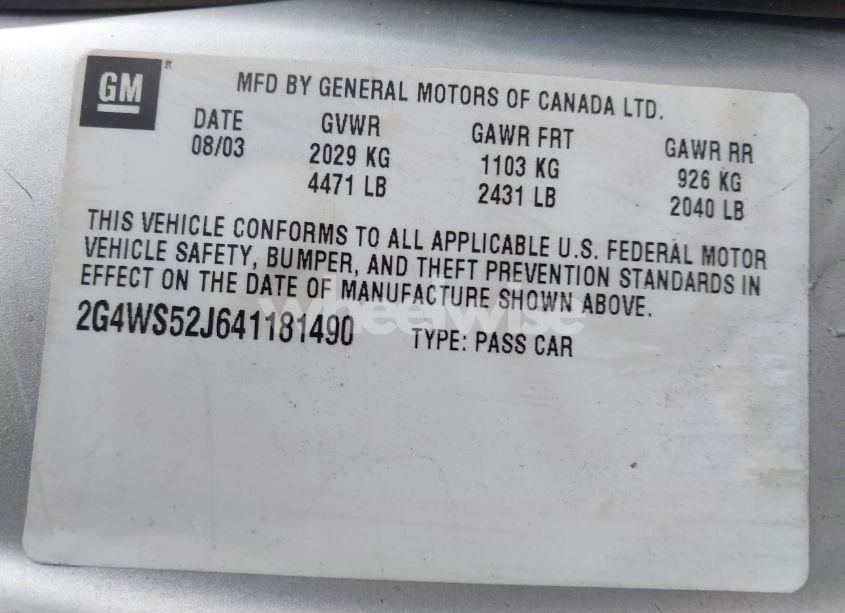 GM®
MFD BY GENERAL MOTORS OF CANADA LTD.
DATE GVWR GAWR FRT GAWR RR
08/03 2029 KG 1103 KG 926 KG
4471 LB 2431 LB 2040 LB
THIS VEHICLE CONFORMS TO ALL APPLICABLE U.S. FEDERAL MOTOR
VEHICLE SAFETY, BUMPER, AND THEFT PREVENTION STANDARDS IN
EFFECT ON THE DATE OF MANUFACTURE SHOWN ABOVE.
2G4WS52J641181490 TYPE: PASS CAR
wheelwise